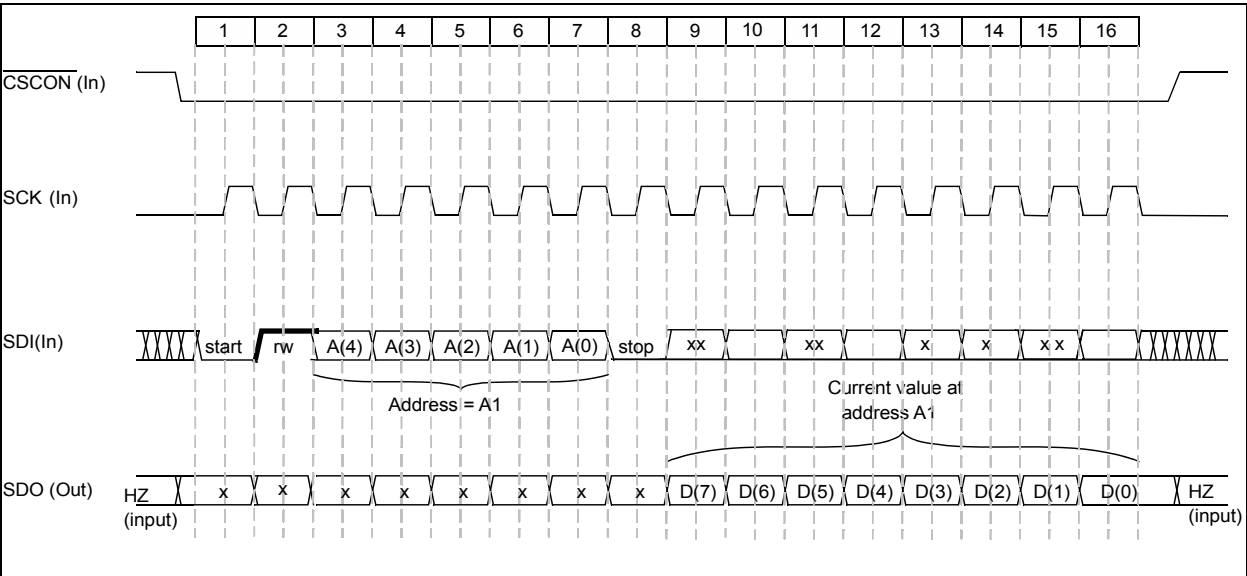 1 2 3 4 5 6 7 8 9 10 11 12 13 14 15 16
CSCON (In)
SCK (In)
SDI(In) start rw A(4) A(3) A(2) A(1) A(0) stop xx xx x x x x
Address = A1
Current value at
address A1
SDO (Out) HZ x x x x x x x x D(7) D(6) D(5) D(4) D(3) D(2) D(1) D(0) HZ
(input) (input)